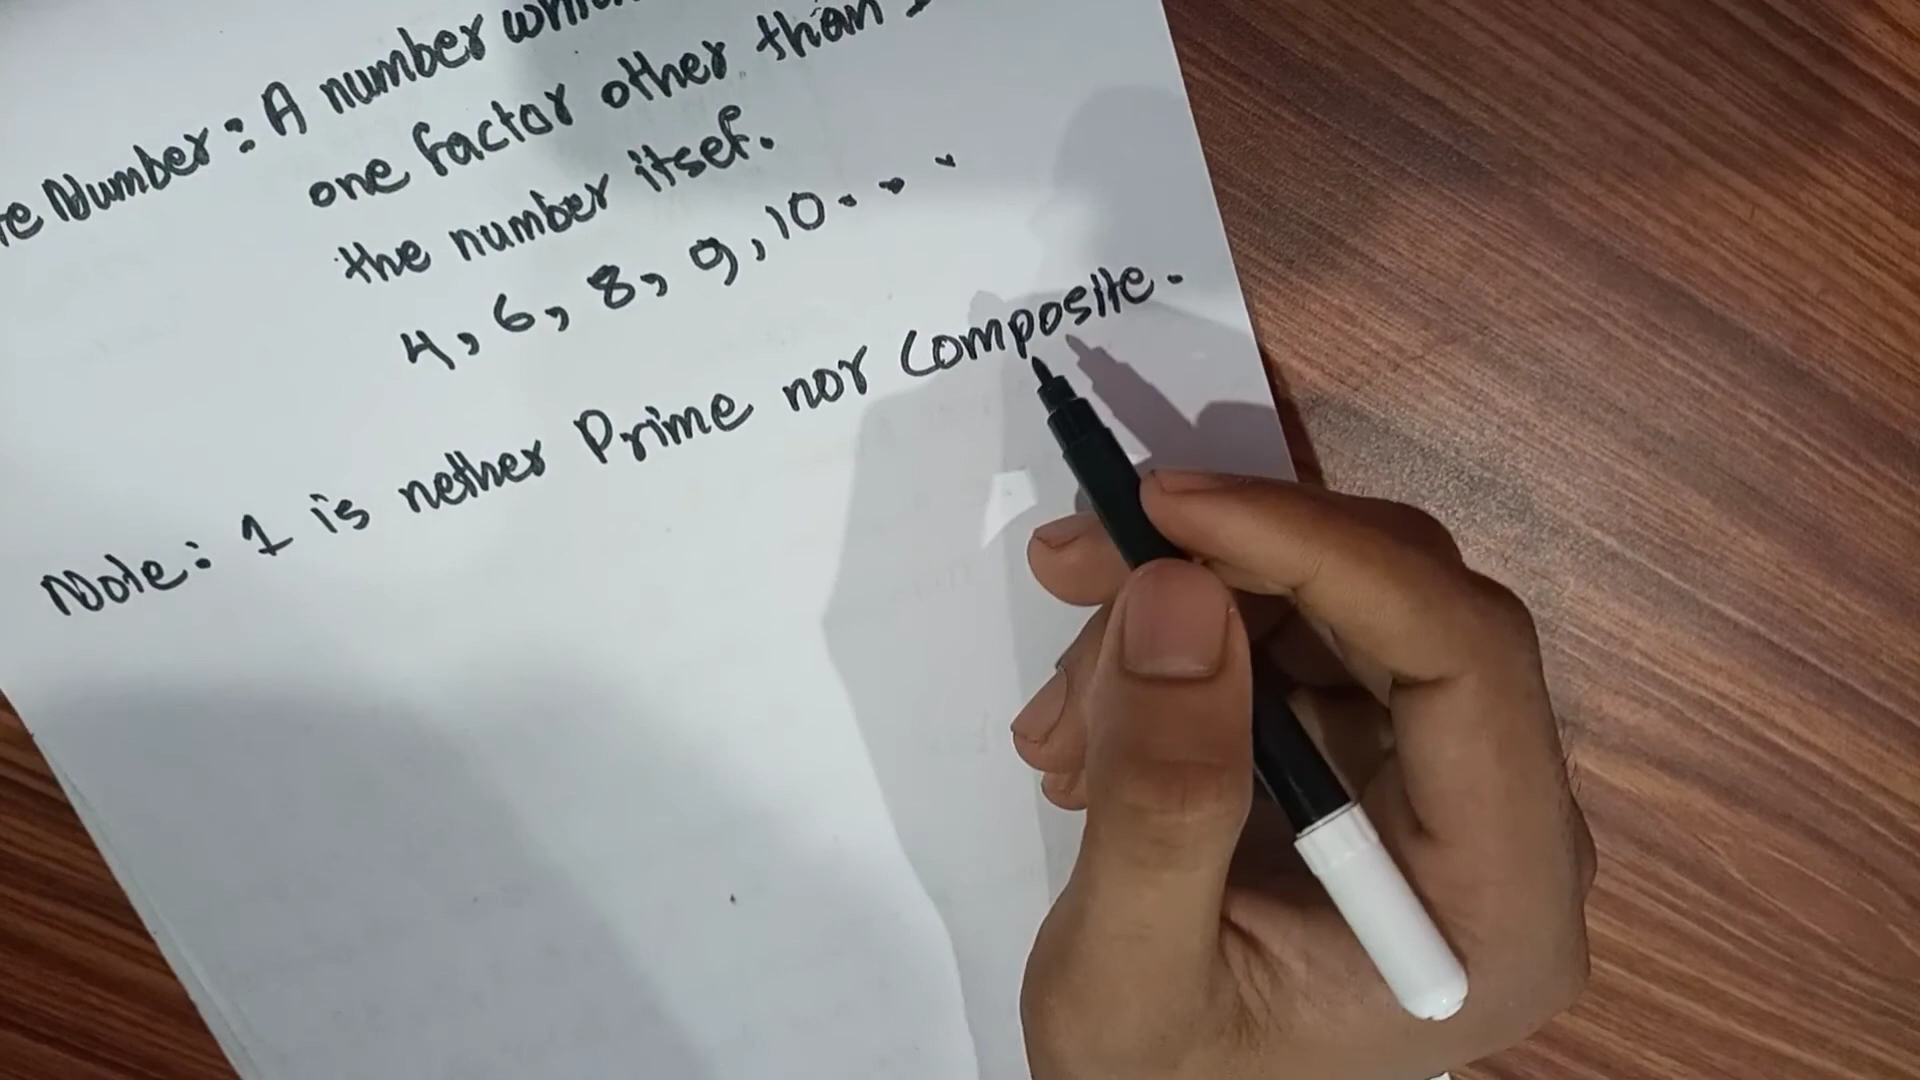 Number: A number
one factor other than
the number itsef.
4, 6, 8, 9, 10....
Note: 1 is nether Prime nor Composite.